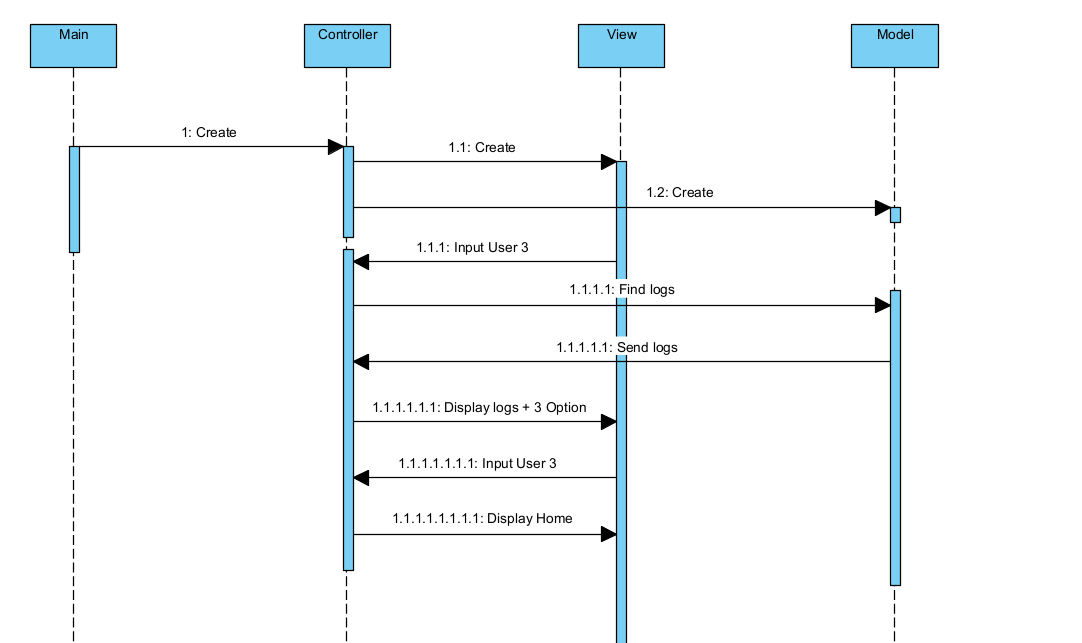 Main
Controller
View
Model
1: Create
1.1: Create
1.2: Create
1.1.1: Input User 3
1.1.1.1: Find logs
1.1.1.1.1: Send logs
1.1.1.1.1.1: Display logs + 3 Option
1.1.1.1.1.1.1: Input User 3
1.1.1.1.1.1.1.1: Display Home